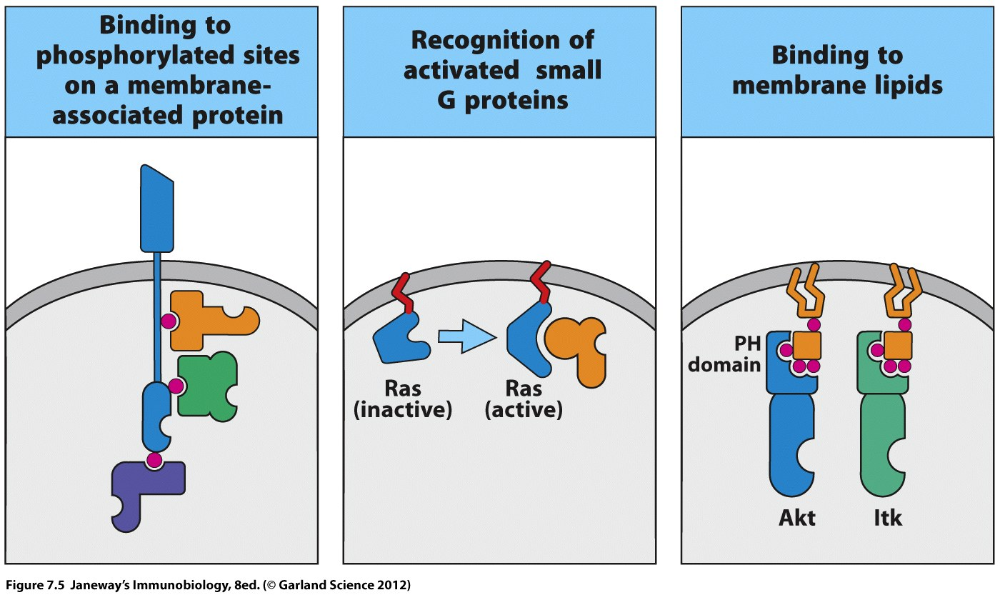 Binding to
phosphorylated sites
on a membrane-
associated protein
Recognition of
activated small
G proteins
Ras
(inactive)
Ras
(active)
Binding to
membrane lipids
PH
domain
Akt
Itk
Figure 7.5 Janeway’s Immunobiology, 8ed. (© Garland Science 2012)